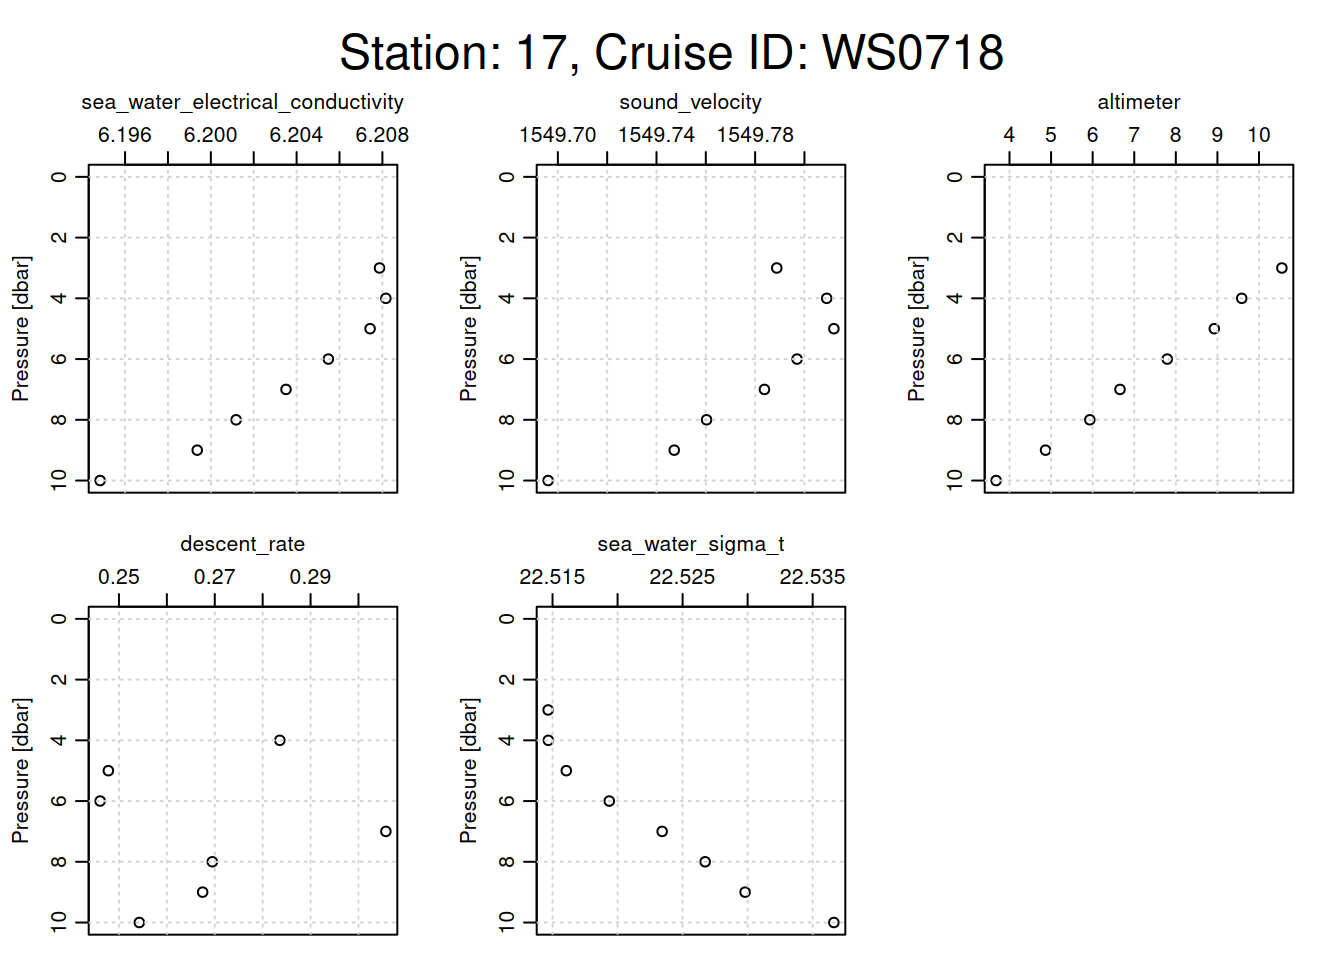 Station: 17, Cruise ID: WS0718
sea_water_electrical_conductivity
6.196 6.200 6.204 6.208
Pressure [dbar]
0
2
4
6
8
10
sound_velocity
1549.70 1549.74 1549.78
Pressure [dbar]
0
2
4
6
8
10
altimeter
4 5 6 7 8 9 10
Pressure [dbar]
0
2
4
6
8
10
descent_rate
0.25 0.27 0.29
Pressure [dbar]
0
2
4
6
8
10
sea_water_sigma_t
22.515 22.525 22.535
Pressure [dbar]
0
2
4
6
8
10